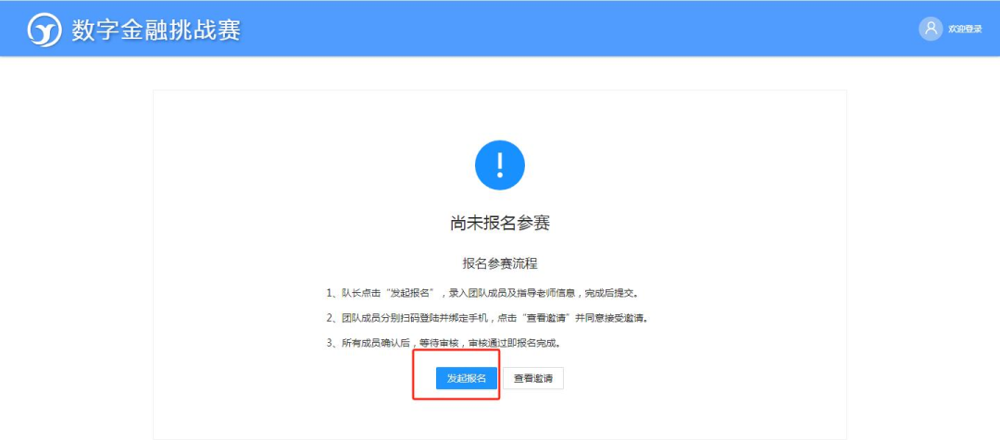 数字金融挑战赛
欢迎登录
尚未报名参赛
报名参赛流程
1、队长点击“发起报名”，录入团队成员及指导老师信息，完成后提交。
2、团队成员分别扫码登陆并绑定手机，点击“查看邀请”并同意接受邀请。
3、所有成员确认后，等待审核，审核通过即报名完成。
发起报名 查看邀请